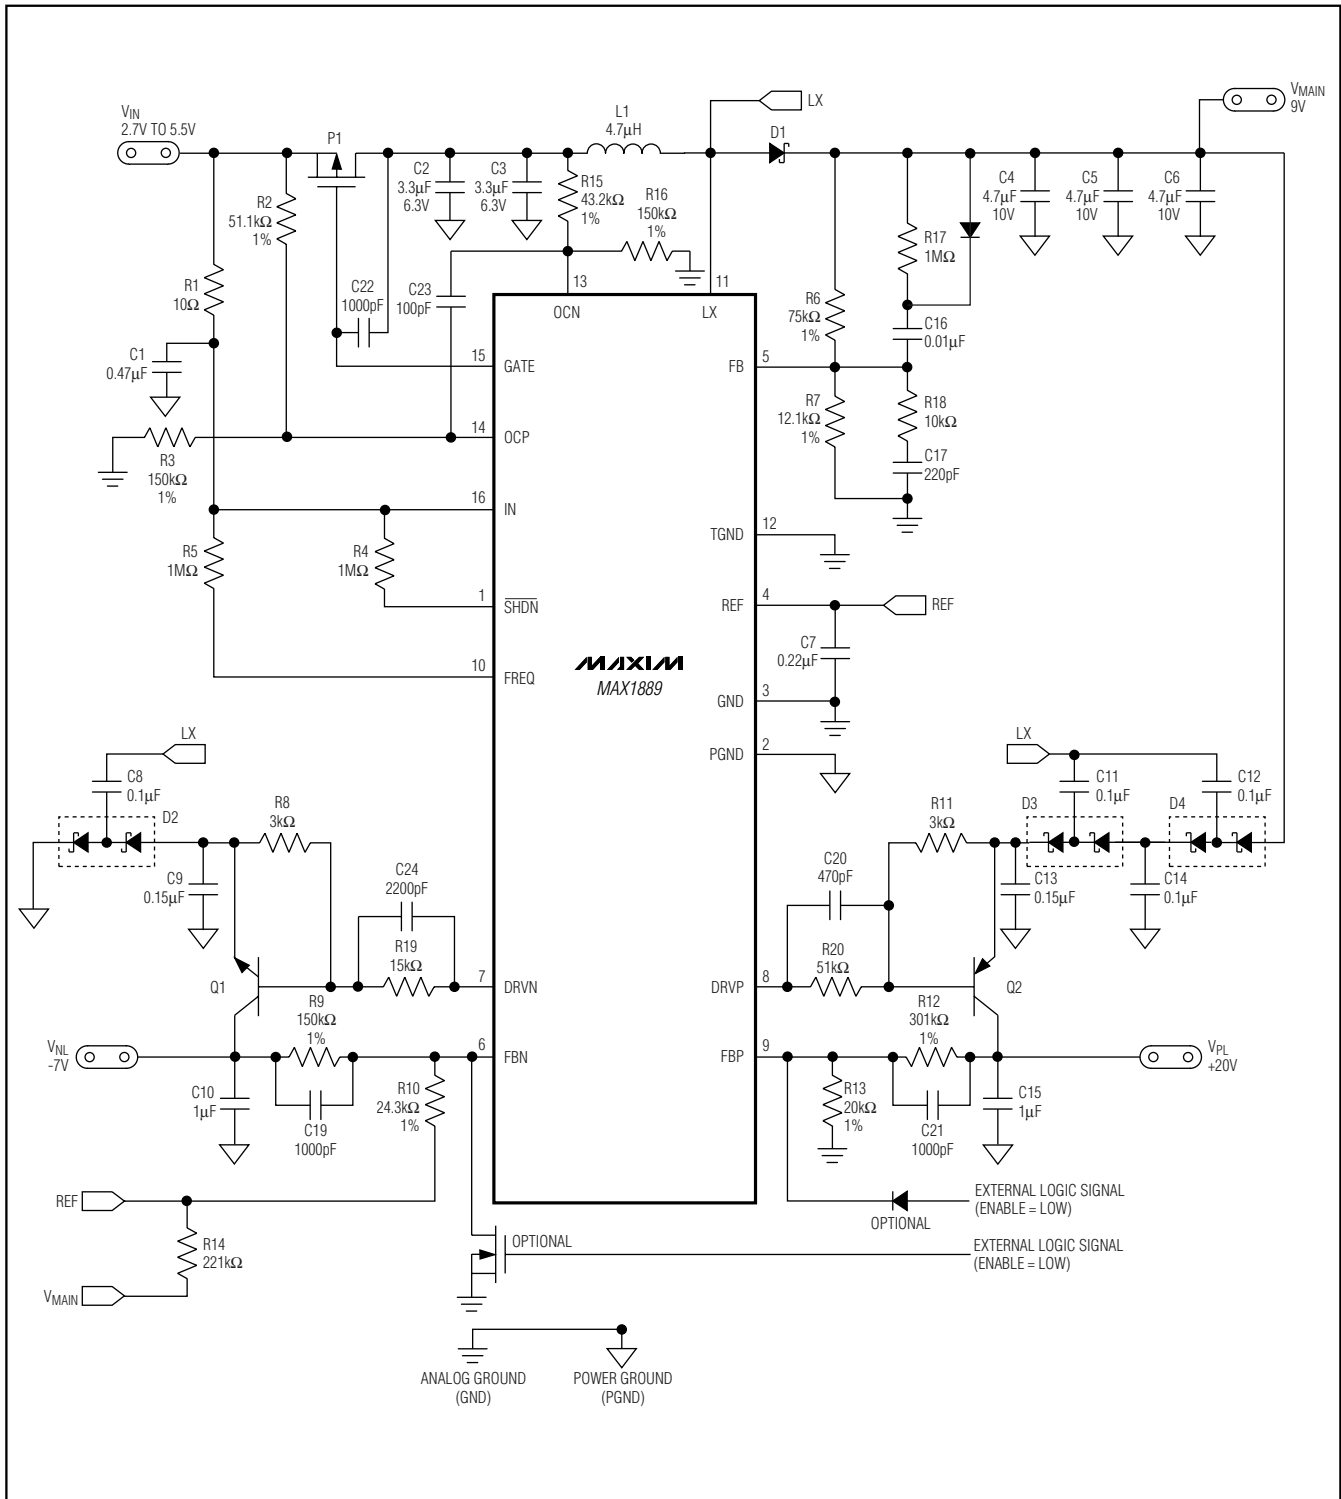 VIN
2.7V TO 5.5V
P1
L1
4.7µH
LX
D1
VMAIN
9V
C2
3.3µF
6.3V
C3
3.3µF
6.3V
R15
43.2kΩ
1%
R16
150kΩ
1%
C4
4.7µF
10V
C5
4.7µF
10V
C6
4.7µF
10V
R2
51.1kΩ
1%
R17
1MΩ
R1
10Ω
C22
1000pF
C23
100pF
13
OCN
11
LX
R6
75kΩ
1%
C16
0.01µF
C1
0.47µF
15
GATE
5
FB
R7
12.1kΩ
1%
R18
10kΩ
14
OCP
R3
150kΩ
1%
C17
220pF
16
IN
12
TGND
R5
1MΩ
R4
1MΩ
1
SHDN
4
REF
REF
C7
0.22µF
MAXIM
MAX1889
10
FREQ
3
GND
2
PGND
LX
C8
0.1µF
D2
R8
3kΩ
C9
0.15µF
C24
2200pF
R19
15kΩ
Q1
7
DRVN
LX
C11
0.1µF
C12
0.1µF
D3
D4
R11
3kΩ
C20
470pF
C13
0.15µF
C14
0.1µF
R20
51kΩ
8
DRVP
Q2
R9
150kΩ
1%
VNL
-7V
6
FBN
C10
1µF
C19
1000pF
R10
24.3kΩ
1%
R12
301kΩ
1%
9
FBP
VPL
+20V
R13
20kΩ
1%
C21
1000pF
C15
1µF
REF
R14
221kΩ
VMAIN
OPTIONAL
EXTERNAL LOGIC SIGNAL
(ENABLE = LOW)
OPTIONAL
EXTERNAL LOGIC SIGNAL
(ENABLE = LOW)
ANALOG GROUND
(GND)
POWER GROUND
(PGND)